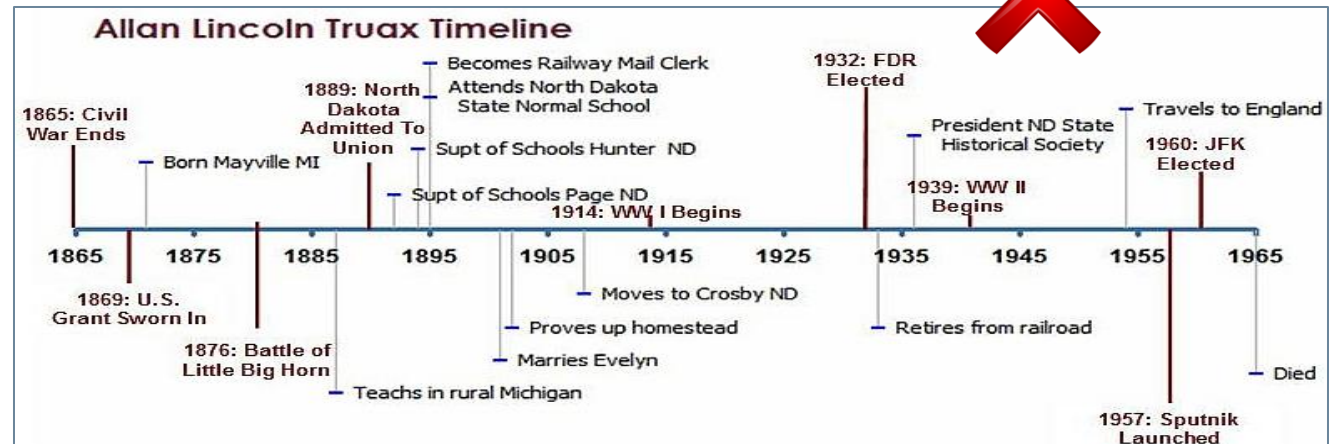 Allan Lincoln Truax Timeline
Becomes Railway Mail Clerk
Attends North Dakota
State Normal School
1889: North
Dakota
Admitted To
Union
1932: FDR
Elected
1865: Civil
War Ends
Born Mayville MI
Supt of Schools Hunter ND
Supt of Schools Page ND
1914: WW I Begins
President ND State
Historical Society
1939: WW II
Begins
Travels to England
1960: JFK
Elected
1865 1875 1885 1895 1905 1915 1925 1935 1945 1955 1965
1869: U.S.
Grant Sworn In
1876: Battle of
Little Big Horn
Teachs in rural Michigan
Moves to Crosby ND
Proves up homestead
Marries Evelyn
Retires from railroad
Died
1957: Sputnik
Launched